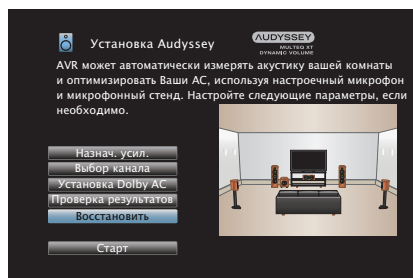 Установка Audyssey
AUDYSSEY
MULTEQ XT
DYNAMIC VOLUME
AVR может автоматически измерять акустику вашей комнаты
и оптимизировать Ваши АС, используя настроечный микрофон
и микрофонный стенд. Настройте следующие параметры, если
необходимо.
Назнач. усил.
Выбор канала
Установка Dolby АС
Проверка результатов
Восстановить
Старт